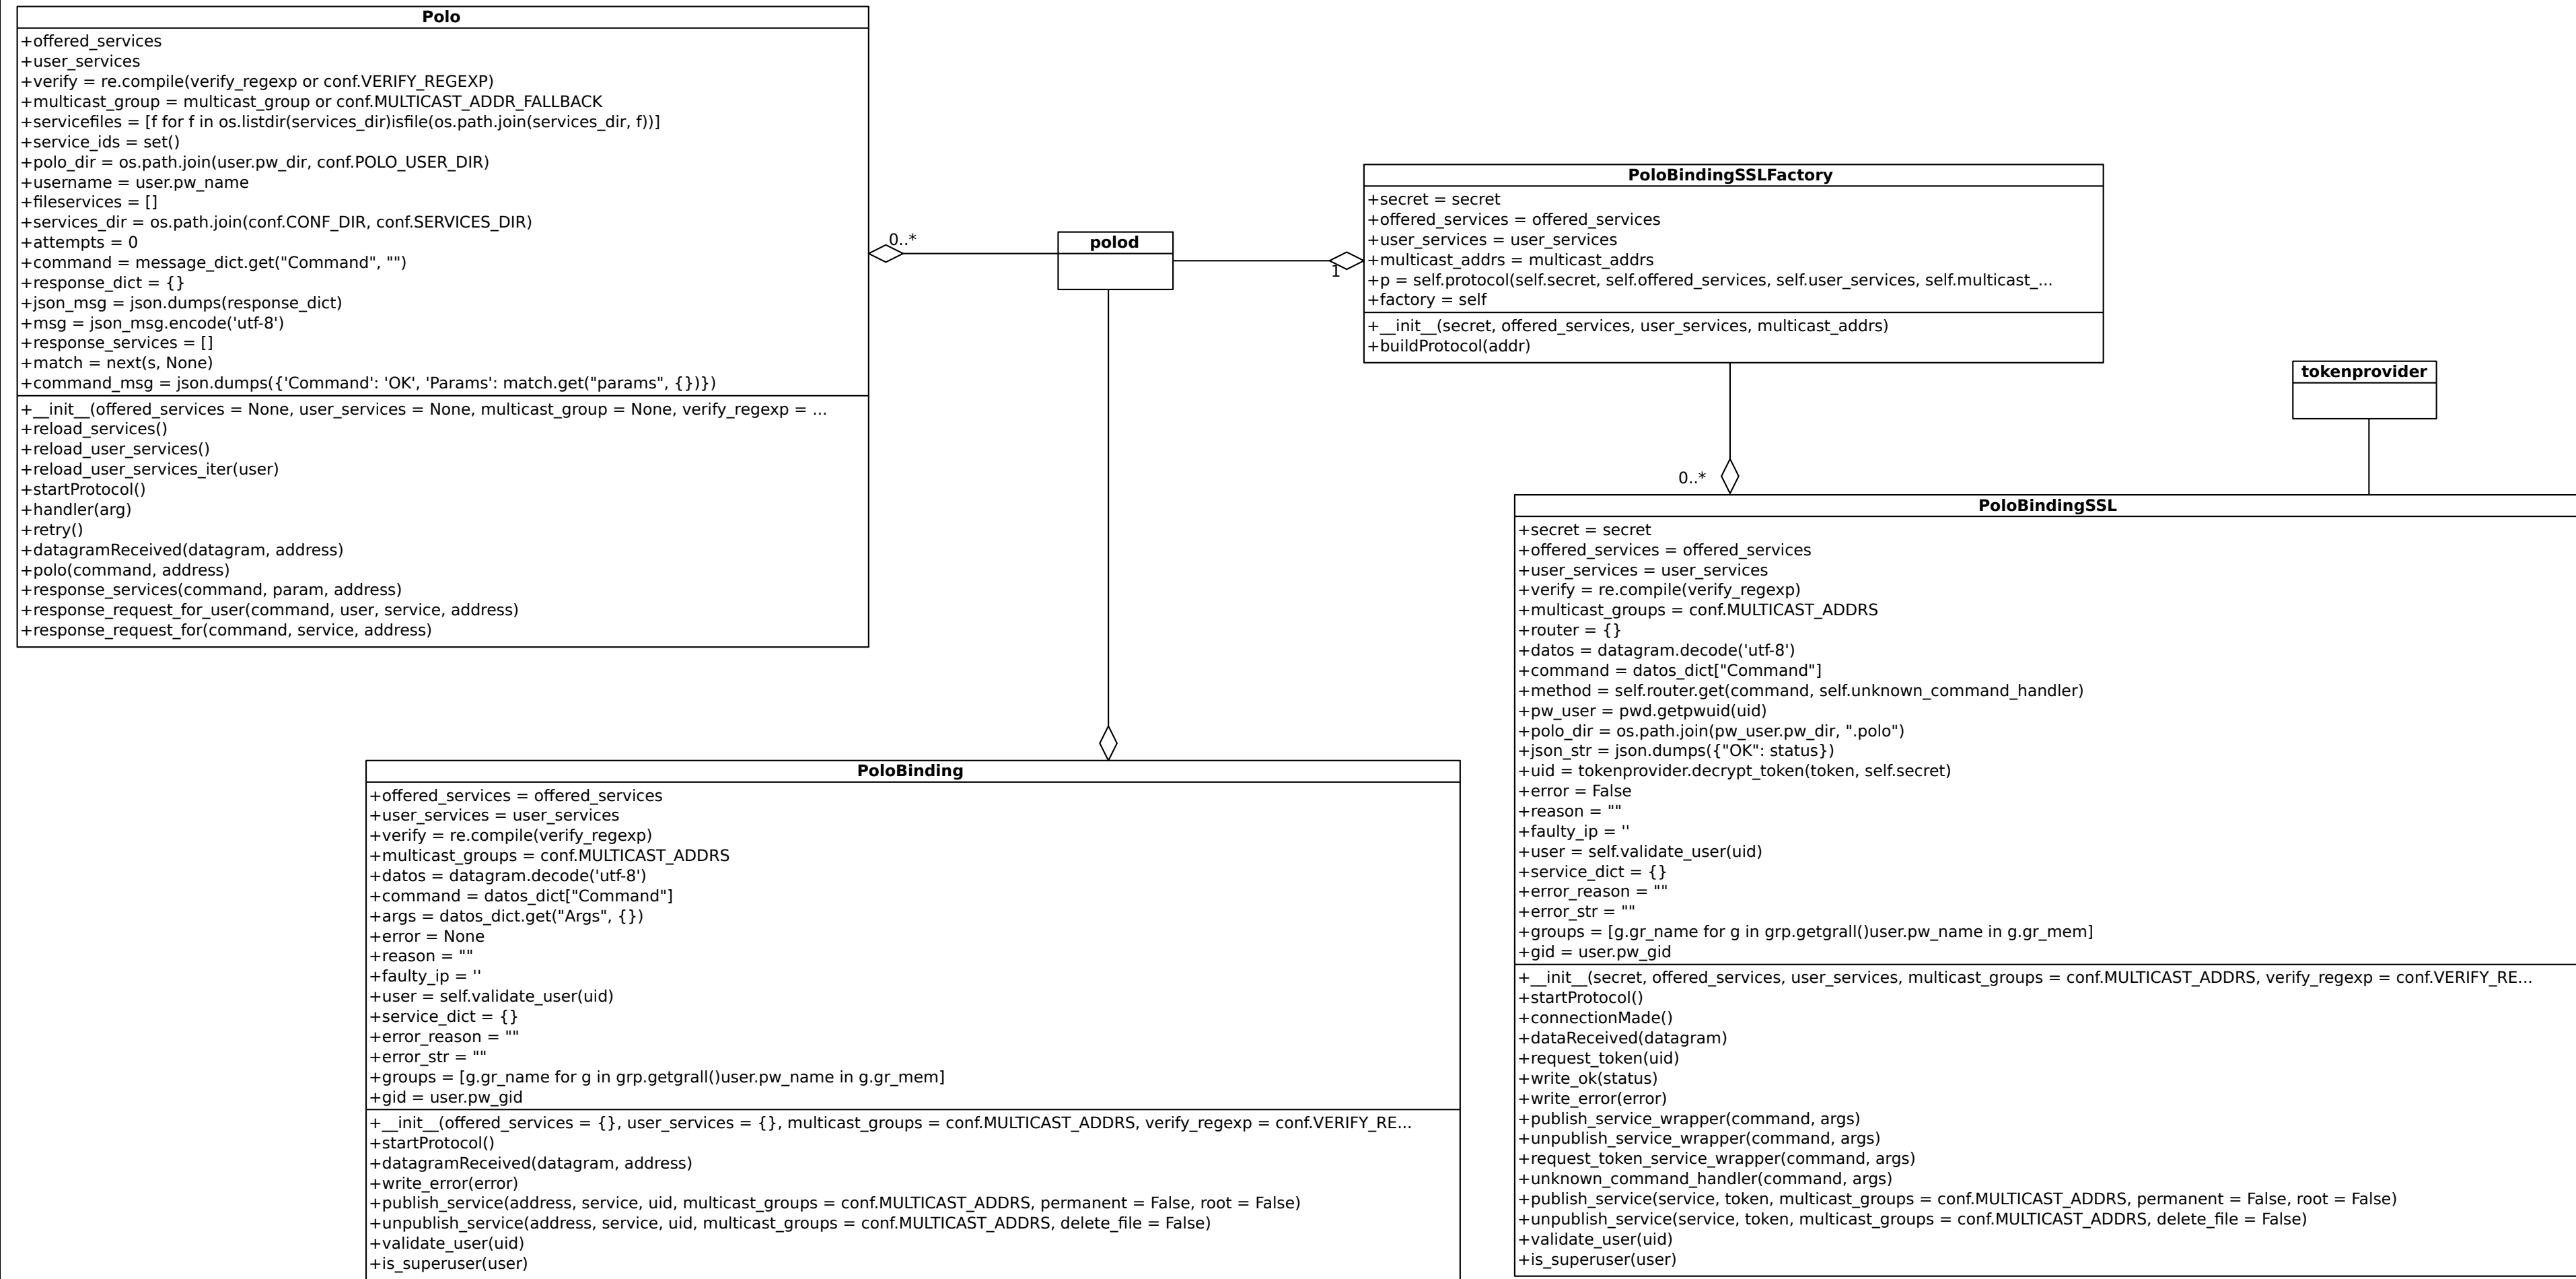 Polo
+offered_services
+user_services
+verify = re.compile(verify_regexp or conf.VERIFY_REGEXP)
+multicast_group = multicast_group or conf.MULTICAST_ADDR_FALLBACK
+servicefiles = [f for f in os.listdir(services_dir)isfile(os.path.join(services_dir, f))]
+service_ids = set()
+polo_dir = os.path.join(user.pw_dir, conf.POLO_USER_DIR)
+username = user.pw_name
+fileservices = []
+services_dir = os.path.join(conf.CONF_DIR, conf.SERVICES_DIR)
+attempts = 0
+command = message_dict.get("Command", "")
+response_dict = {}
+json_msg = json.dumps(response_dict)
+msg = json_msg.encode('utf-8')
+response_services = []
+match = next(s, None)
+command_msg = json.dumps({'Command': 'OK', 'Params': match.get("params", {})})
+__init__(offered_services = None, user_services = None, multicast_group = None, verify_regexp = ...
+reload_services()
+reload_user_services()
+reload_user_services_iter(user)
+startProtocol()
+handler(arg)
+retry()
+datagramReceived(datagram, address)
+polo(command, address)
+response_services(command, param, address)
+response_request_for_user(command, user, service, address)
+response_request_for(command, service, address)
0..*
polod
1
PoloBindingSSLFactory
+secret = secret
+offered_services = offered_services
+user_services = user_services
+multicast_addrs = multicast_addrs
+p = self.protocol(self.secret, self.offered_services, self.user_services, self.multicast_...
+factory = self
+__init__(secret, offered_services, user_services, multicast_addrs)
+buildProtocol(addr)
tokenprovider
0..*
PoloBinding
+offered_services = offered_services
+user_services = user_services
+verify = re.compile(verify_regexp)
+multicast_groups = conf.MULTICAST_ADDRS
+datos = datagram.decode('utf-8')
+command = datos_dict["Command"]
+args = datos_dict.get("Args", {})
+error = None
+reason = ""
+faulty_ip = ''
+user = self.validate_user(uid)
+service_dict = {}
+error_reason = ""
+error_str = ""
+groups = [g.gr_name for g in grp.getgrall()user.pw_name in g.gr_mem]
+gid = user.pw_gid
+__init__(offered_services = {}, user_services = {}, multicast_groups = conf.MULTICAST_ADDRS, verify_regexp = conf.VERIFY_RE...
+startProtocol()
+datagramReceived(datagram, address)
+write_error(error)
+publish_service(address, service, uid, multicast_groups = conf.MULTICAST_ADDRS, permanent = False, root = False)
+unpublish_service(address, service, uid, multicast_groups = conf.MULTICAST_ADDRS, delete_file = False)
+validate_user(uid)
+is_superuser(user)
PoloBindingSSL
+secret = secret
+offered_services = offered_services
+user_services = user_services
+verify = re.compile(verify_regexp)
+multicast_groups = conf.MULTICAST_ADDRS
+router = {}
+datos = datagram.decode('utf-8')
+command = datos_dict["Command"]
+method = self.router.get(command, self.unknown_command_handler)
+pw_user = pwd.getpwuid(uid)
+polo_dir = os.path.join(pw_user.pw_dir, ".polo")
+json_str = json.dumps({"OK": status})
+uid = tokenprovider.decrypt_token(token, self.secret)
+error = False
+reason = ""
+faulty_ip = ''
+user = self.validate_user(uid)
+service_dict = {}
+error_reason = ""
+error_str = ""
+groups = [g.gr_name for g in grp.getgrall()user.pw_name in g.gr_mem]
+gid = user.pw_gid
+__init__(secret, offered_services, user_services, multicast_groups = conf.MULTICAST_ADDRS, verify_regexp = conf.VERIFY_RE...
+startProtocol()
+connectionMade()
+dataReceived(datagram)
+request_token(uid)
+write_ok(status)
+write_error(error)
+publish_service_wrapper(command, args)
+unpublish_service_wrapper(command, args)
+request_token_service_wrapper(command, args)
+unknown_command_handler(command, args)
+publish_service(service, token, multicast_groups = conf.MULTICAST_ADDRS, permanent = False, root = False)
+unpublish_service(service, token, multicast_groups = conf.MULTICAST_ADDRS, delete_file = False)
+validate_user(uid)
+is_superuser(user)